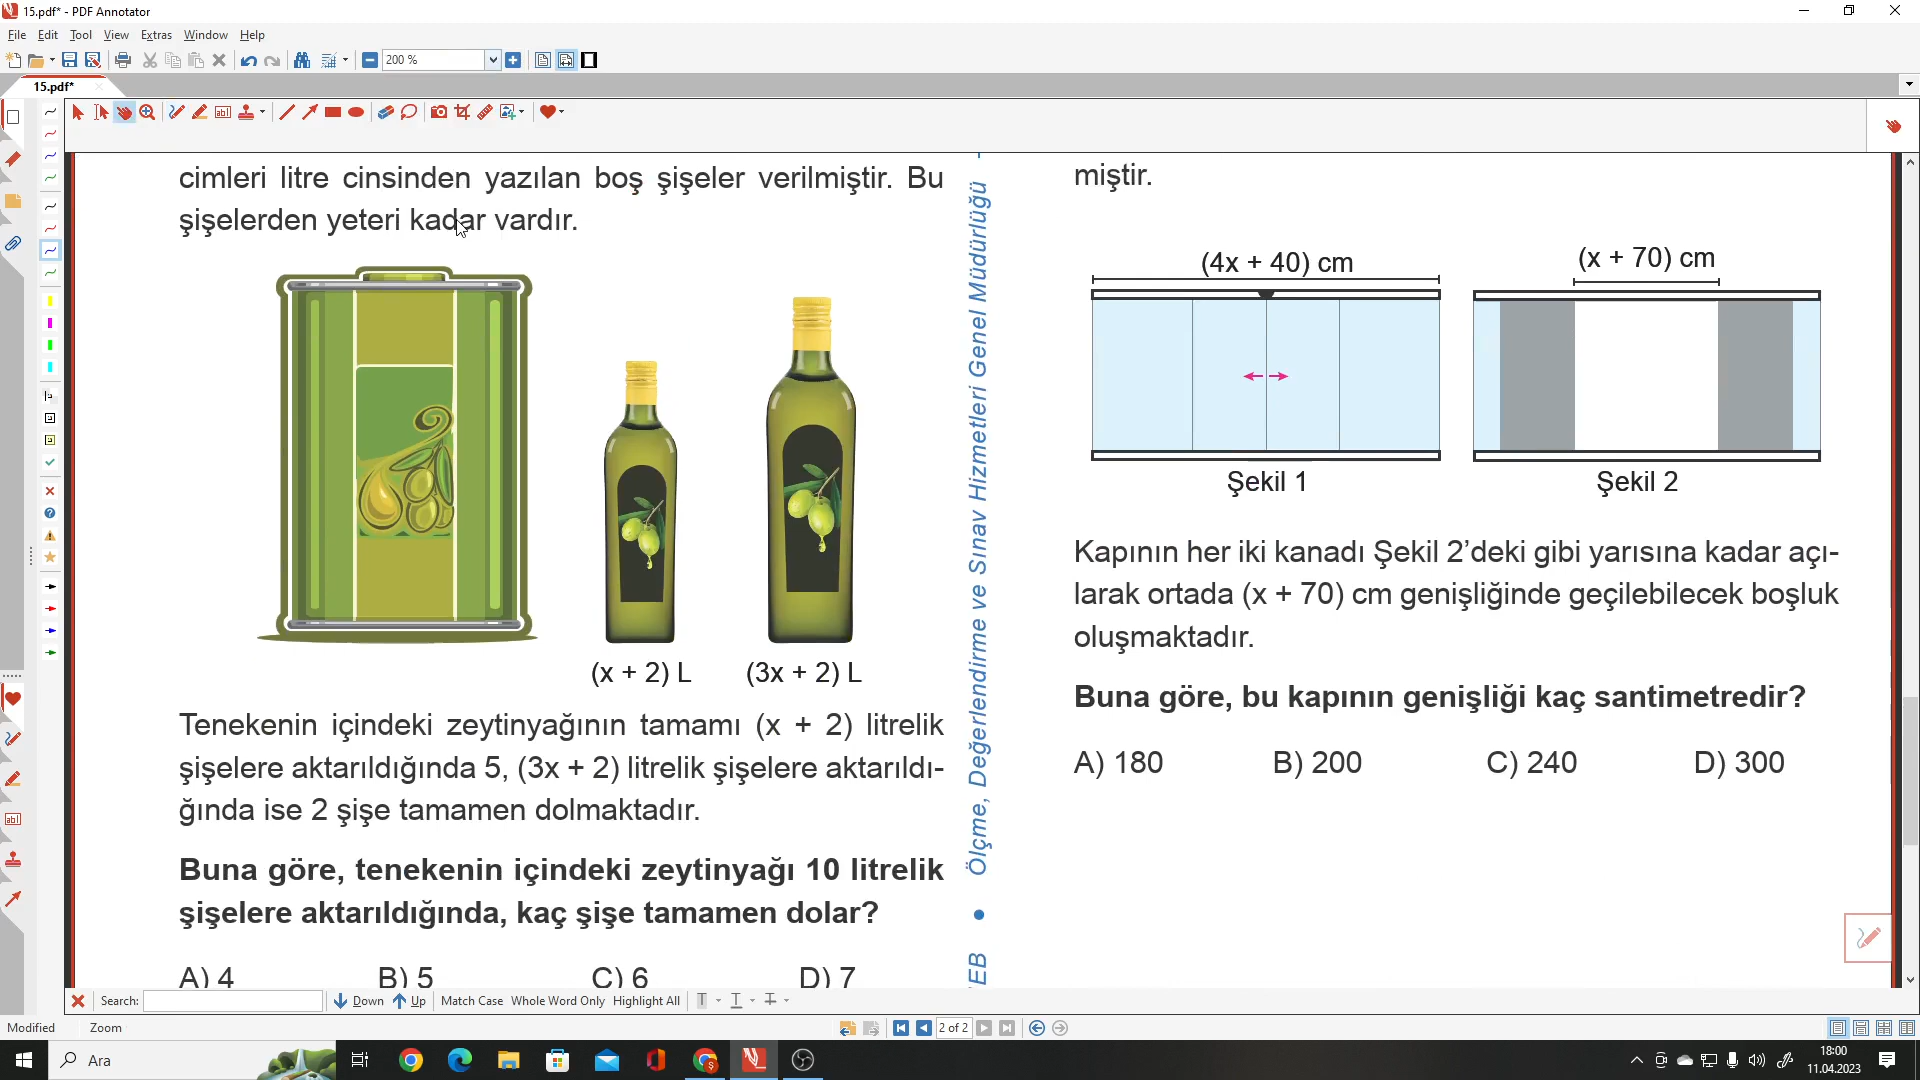 15.pdf* - PDF Annotator
File Edit Tool View Extras Window Help
200 %
15.pdf*
cimleri litre cinsinden yazılan boş şişeler verilmiştir. Bu
şişelerden yeteri kadar vardır.
(x + 2) L
(3x + 2) L
Tenekenin içindeki zeytinyağının tamamı (x + 2) litrelik
şişelere aktarıldığında 5, (3x + 2) litrelik şişelere aktarıldı-
ğında ise 2 şişe tamamen dolmaktadır.
Buna göre, tenekenin içindeki zeytinyağı 10 litrelik
şişelere aktarıldığında, kaç şişe tamamen dolar?
A) 4 B) 5 C) 6 D) 7
EB • Ölçme, Değerlendirme ve Sınav Hizmetleri Genel Müdürlüğü
miştir.
(4x + 40) cm
(x + 70) cm
Şekil 1
Şekil 2
Kapının her iki kanadı Şekil 2’deki gibi yarısına kadar açı-
larak ortada (x + 70) cm genişliğinde geçilebilecek boşluk
oluşmaktadır.
Buna göre, bu kapının genişliği kaç santimetredir?
A) 180 B) 200 C) 240 D) 300
Search: Down Up Match Case Whole Word Only Highlight All
Modified Zoom
2 of 2
Ara
18:00
11.04.2023